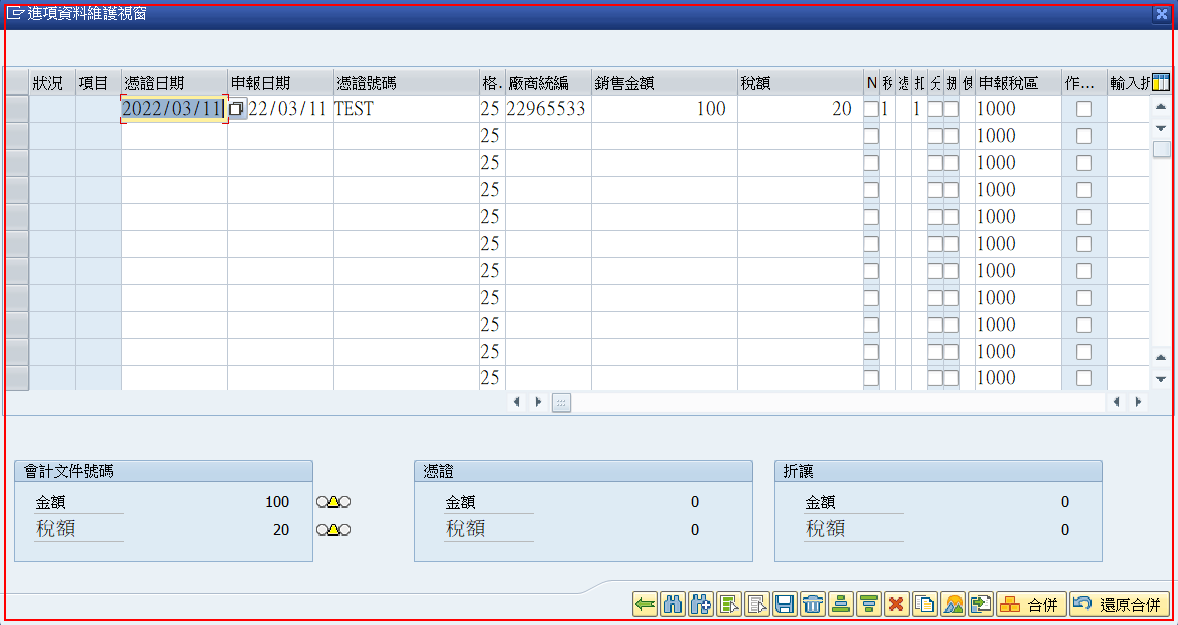 進項資料維護視窗
狀況 項目 憑證日期 申報日期 憑證號碼 格. 廠商統編 銷售金額 稅額 N 稅 憑 扣 分 捆 使 申報稅區 作... 輸入扣
2022/03/11 22/03/11 TEST 25 22965533 100 20 1 1 1000
25 1000
25 1000
25 1000
25 1000
25 1000
25 1000
25 1000
25 1000
25 1000
25 1000
會計文件號碼
金額 100
稅額 20
憑證
金額 0
稅額 0
折讓
金額 0
稅額 0
合併 還原合併